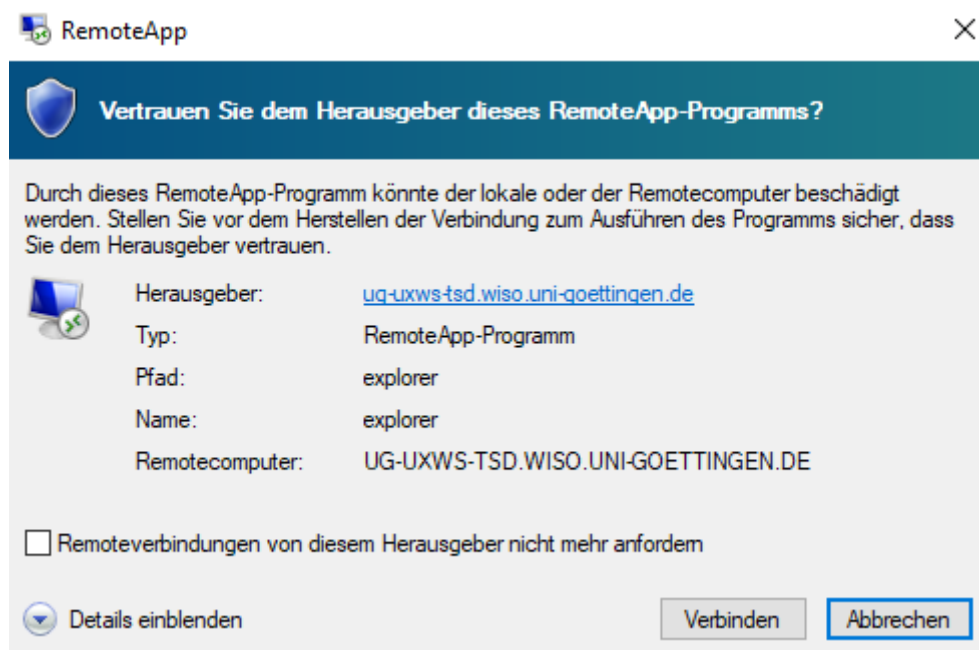 RemoteApp
Vertrauen Sie dem Herausgeber dieses RemoteApp-Programms?
Durch dieses RemoteApp-Programm könnte der lokale oder der Remotecomputer beschädigt
werden. Stellen Sie vor dem Herstellen der Verbindung zum Ausführen des Programms sicher, dass
Sie dem Herausgeber vertrauen.
Herausgeber: ug-uxws-tsd.wiso.uni-goettingen.de
Typ: RemoteApp-Programm
Pfad: explorer
Name: explorer
Remotecomputer: UG-UXWS-TSD.WISO.UNI-GOETTINGEN.DE
Remoteverbindungen von diesem Herausgeber nicht mehr anfordern
Details einblenden Verbinden Abbrechen